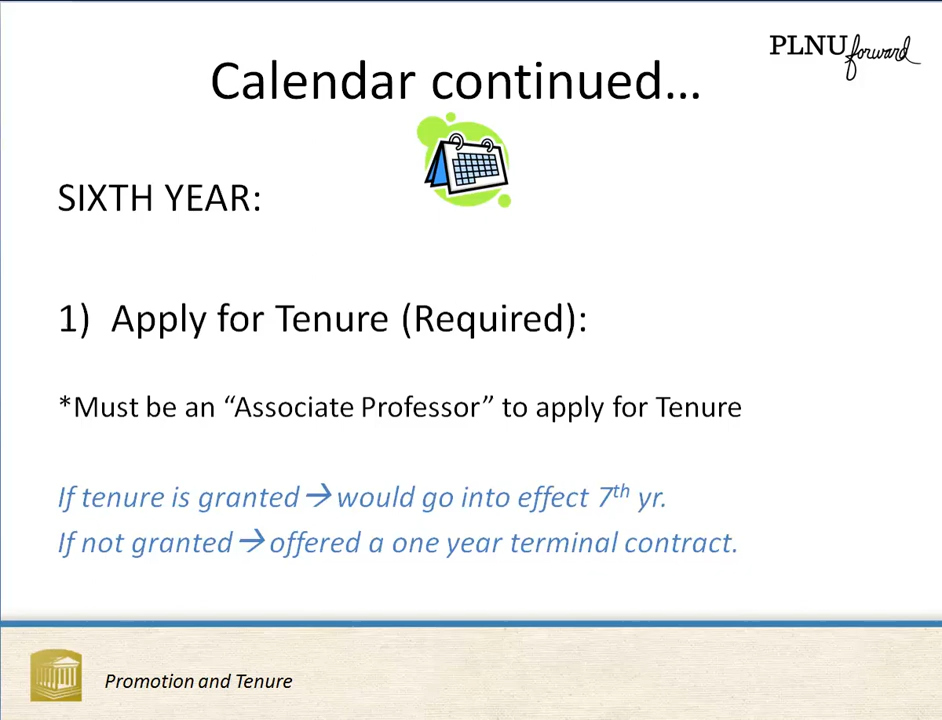 PLNU forward
Calendar continued...
SIXTH YEAR:
1) Apply for Tenure (Required):
*Must be an “Associate Professor” to apply for Tenure
If tenure is granted→would go into effect 7th yr.
If not granted→offered a one year terminal contract.
Promotion and Tenure